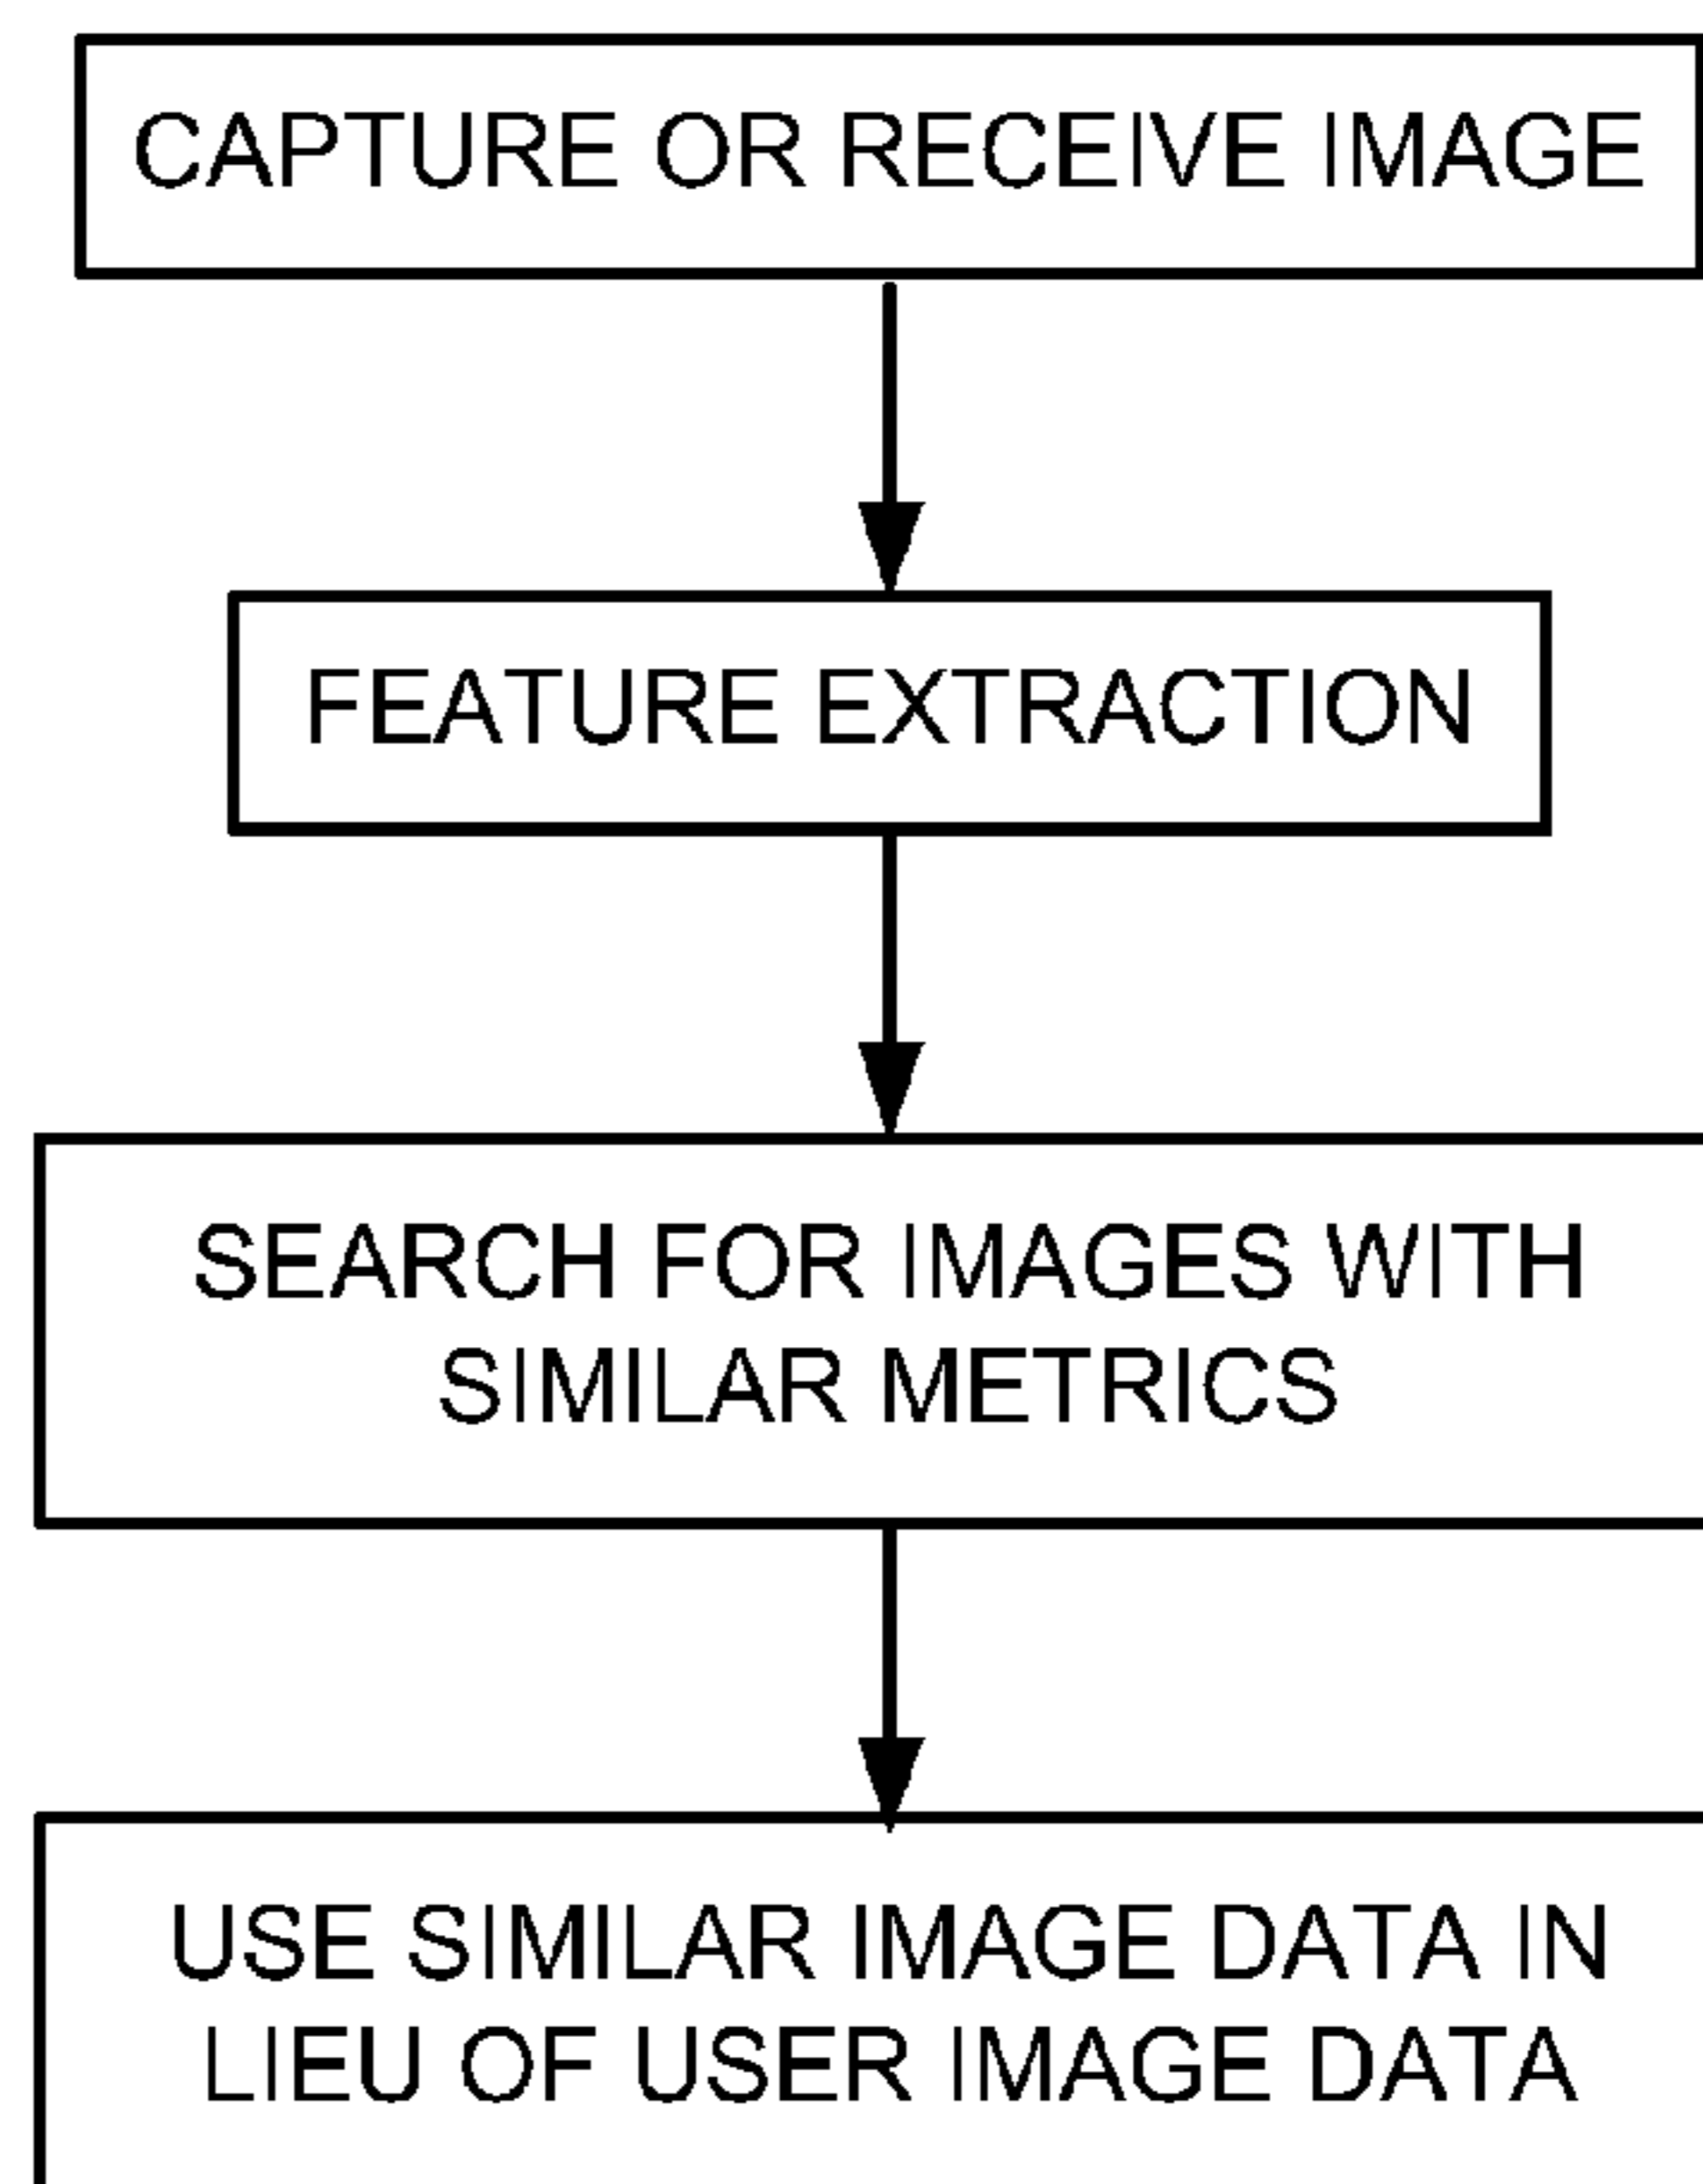 CAPTURE OR RECEIVE IMAGE
FEATURE EXTRACTION
SEARCH FOR IMAGES WITH
SIMILAR METRICS
USE SIMILAR IMAGE DATA IN
LIEU OF USER IMAGE DATA